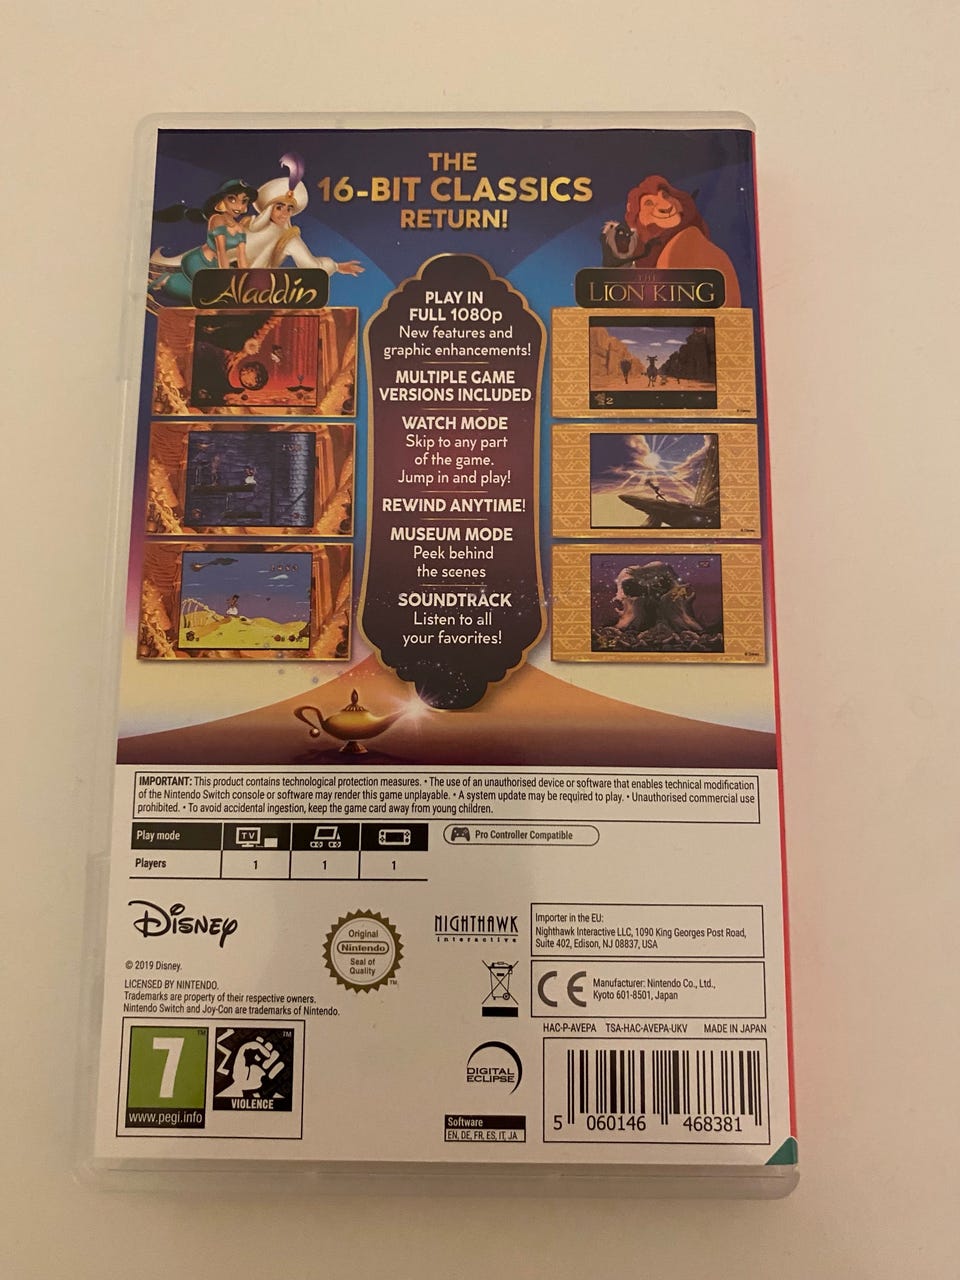 THE
16-BIT CLASSICS
RETURN!
Aladdin
THE
LION KING
PLAY IN
FULL 1080p
New features and
graphic enhancements!
MULTIPLE GAME
VERSIONS INCLUDED
WATCH MODE
Skip to any part
of the game.
Jump in and play!
REWIND ANYTIME!
MUSEUM MODE
Peek behind
the scenes
SOUNDTRACK
Listen to all
your favorites!
IMPORTANT: This product contains technological protection measures. • The use of an unauthorised device or software that enables technical modification
of the Nintendo Switch console or software may render this game unplayable. • A system update may be required to play. • Unauthorised commercial use
prohibited. • To avoid accidental ingestion, keep the game card away from young children.
Play mode
TV
Pro Controller Compatible
Players 1 1 1
Disney
Original
Nintendo
Seal of
Quality
TM
NIGHTHAWK
interactive
Importer in the EU:
Nighthawk Interactive LLC, 1090 King Georges Post Road,
Suite 402, Edison, NJ 08837, USA
© 2019 Disney.
LICENSED BY NINTENDO.
Trademarks are property of their respective owners.
Nintendo Switch and Joy-Con are trademarks of Nintendo.
CE
Manufacturer: Nintendo Co., Ltd.,
Kyoto 601-8501, Japan
HAC-P-AVEPA TSA-HAC-AVEPA-UKV MADE IN JAPAN
7
TM
www.pegi.info
TM
VIOLENCE
DIGITAL
ECLIPSE
Software
EN, DE, FR, ES, IT, JA
5 060146 468381